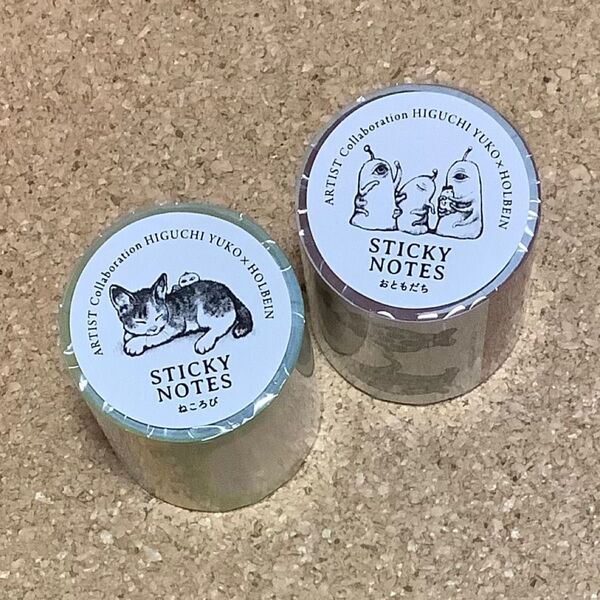 ARTIST Collaboration HIGUCHI YUKO×HOLBEIN
STICKY
NOTES
ねころび
ARTIST Collaboration HIGUCHI YUKO×HOLBEIN
STICKY
NOTES
おともだち